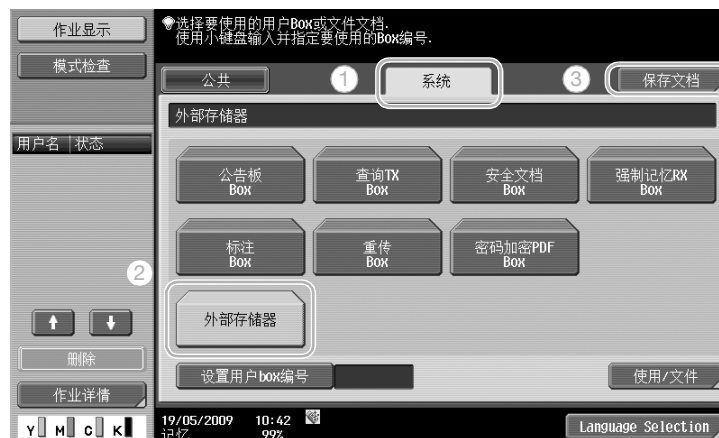 作业显示
选择要使用的用户Box或文件文档.
使用小键盘输入并指定要使用的Box编号.
模式检查
公共
1
系统
3
保存文档
外部存储器
用户名 状态
公告板
Box
查询TX
Box
安全文档
Box
强制记忆RX
Box
标注
Box
重传
Box
密码加密PDF
Box
2
外部存储器
删除
设置用户box编号
使用/文件
作业详情
Y M C K
19/05/2009 10:42
记忆 99%
Language Selection